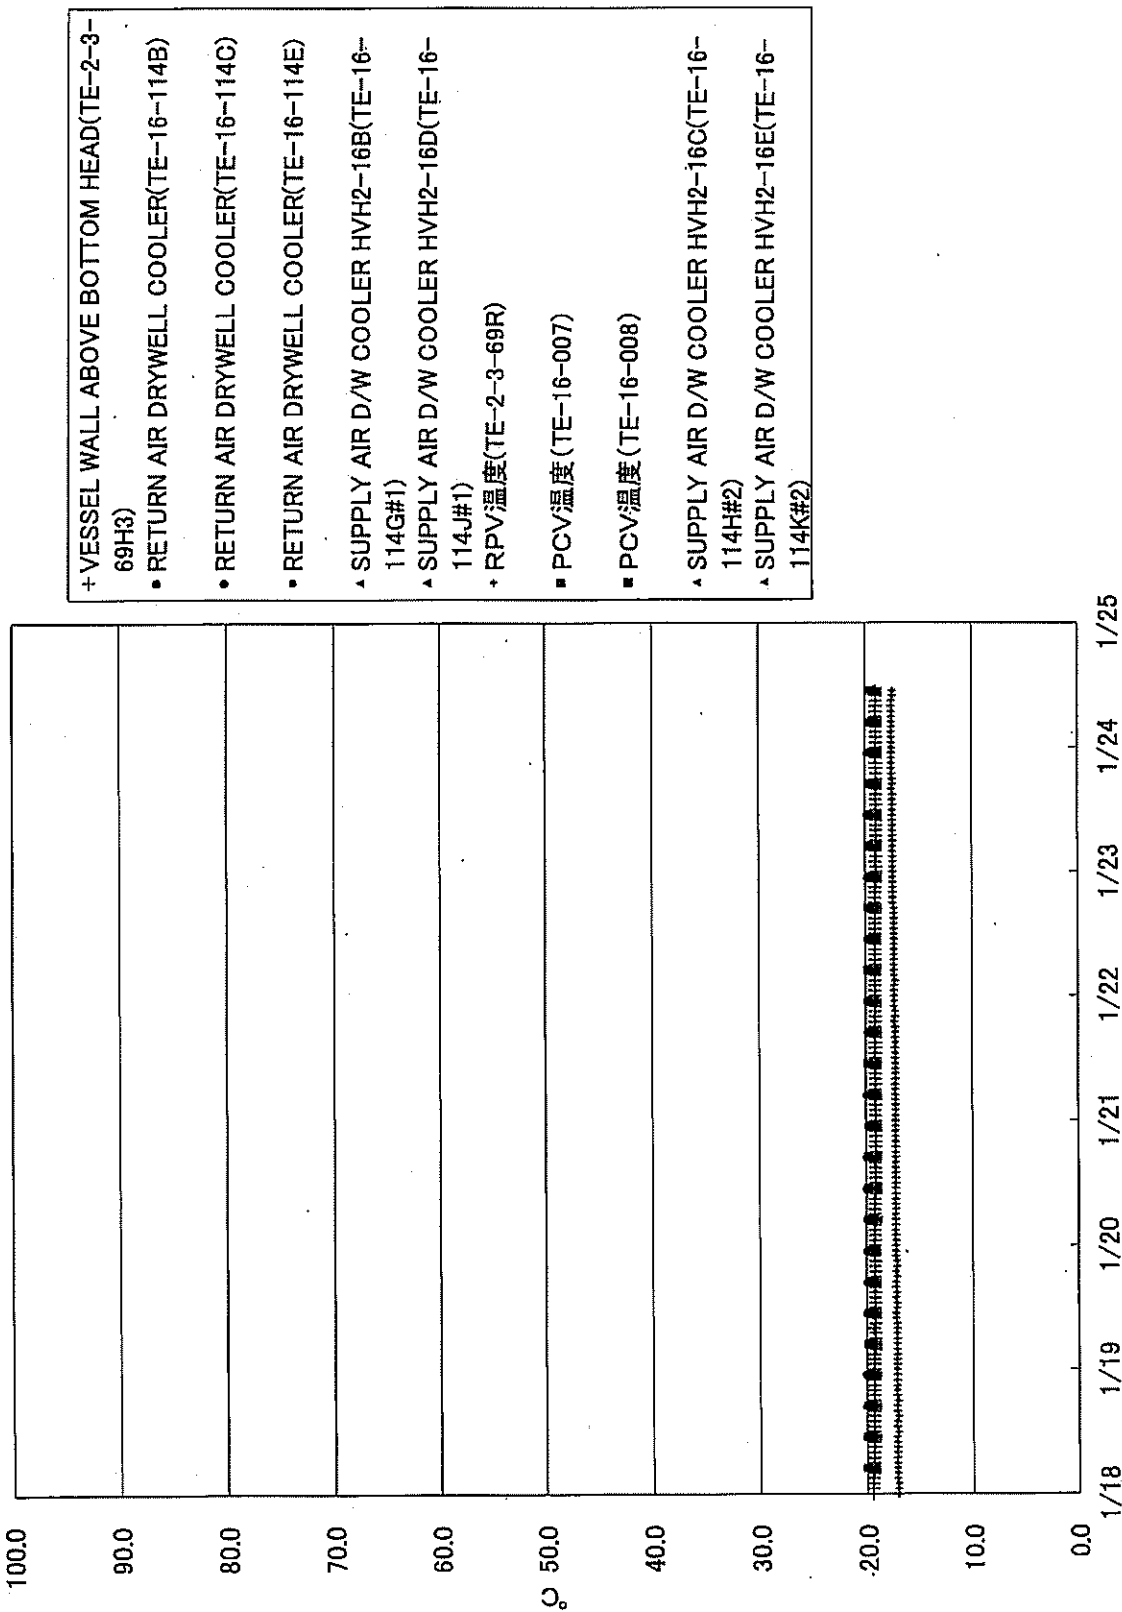 +VESSEL WALL ABOVE BOTTOM HEAD(TE-2-3-
69H3)
• RETURN AIR DRYWELL COOLER(TE-16-114B)
• RETURN AIR DRYWELL COOLER(TE-16-114C)
• RETURN AIR DRYWELL COOLER(TE-16-114E)
▲ SUPPLY AIR D/W COOLER HVH2-16B(TE-16-
114G#1)
▲ SUPPLY AIR D/W COOLER HVH2-16D(TE-16-
114J#1)
+ RPV温度(TE-2-3-69R)
■ PCV温度(TE-16-007)
■ PCV温度(TE-16-008)
▲ SUPPLY AIR D/W COOLER HVH2-16C(TE-16-
114H#2)
▲ SUPPLY AIR D/W COOLER HVH2-16E(TE-16-
114K#2)
100.0
90.0
80.0
70.0
60.0
50.0
40.0
30.0
20.0
10.0
0.0
℃
1/18
1/19
1/20
1/21
1/22
1/23
1/24
1/25